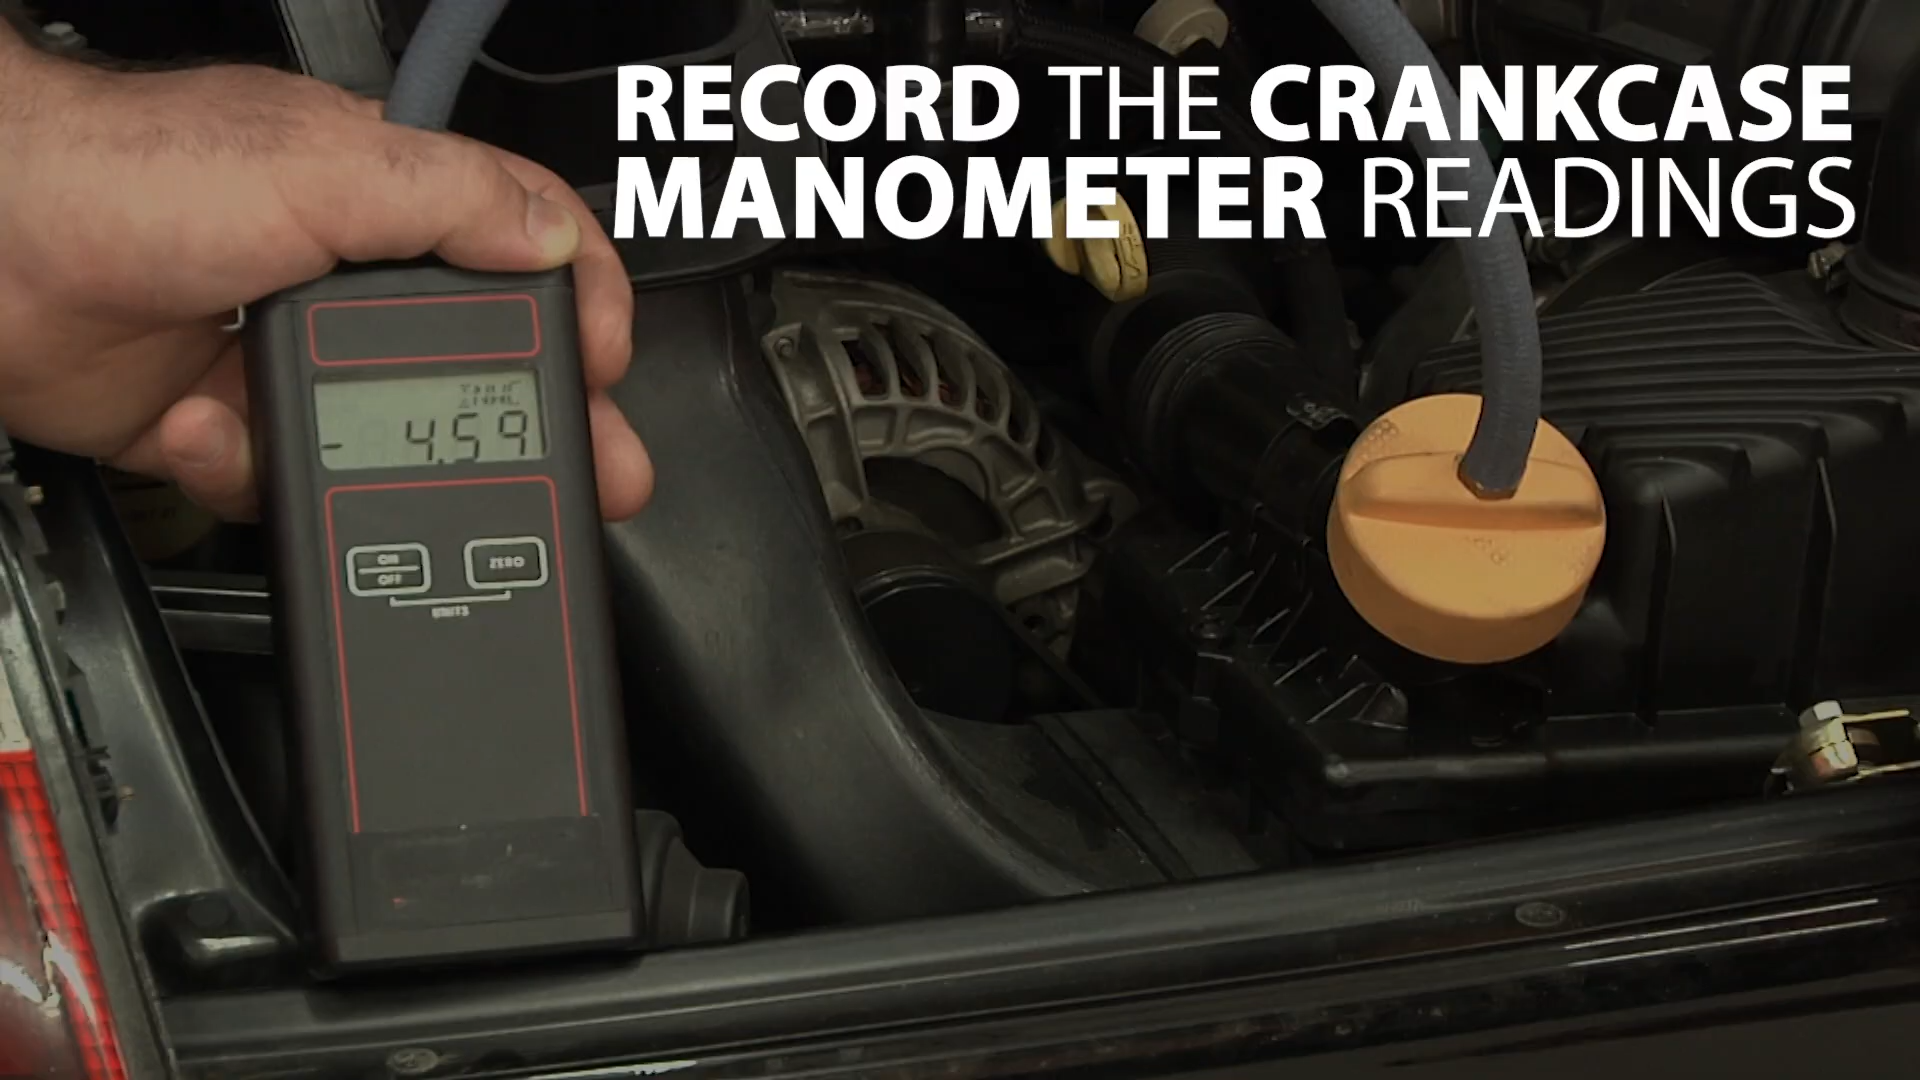 RECORD THE CRANKCASE
MANOMETER READINGS
- 4.59
ON
OFF
ZERO
UNITS